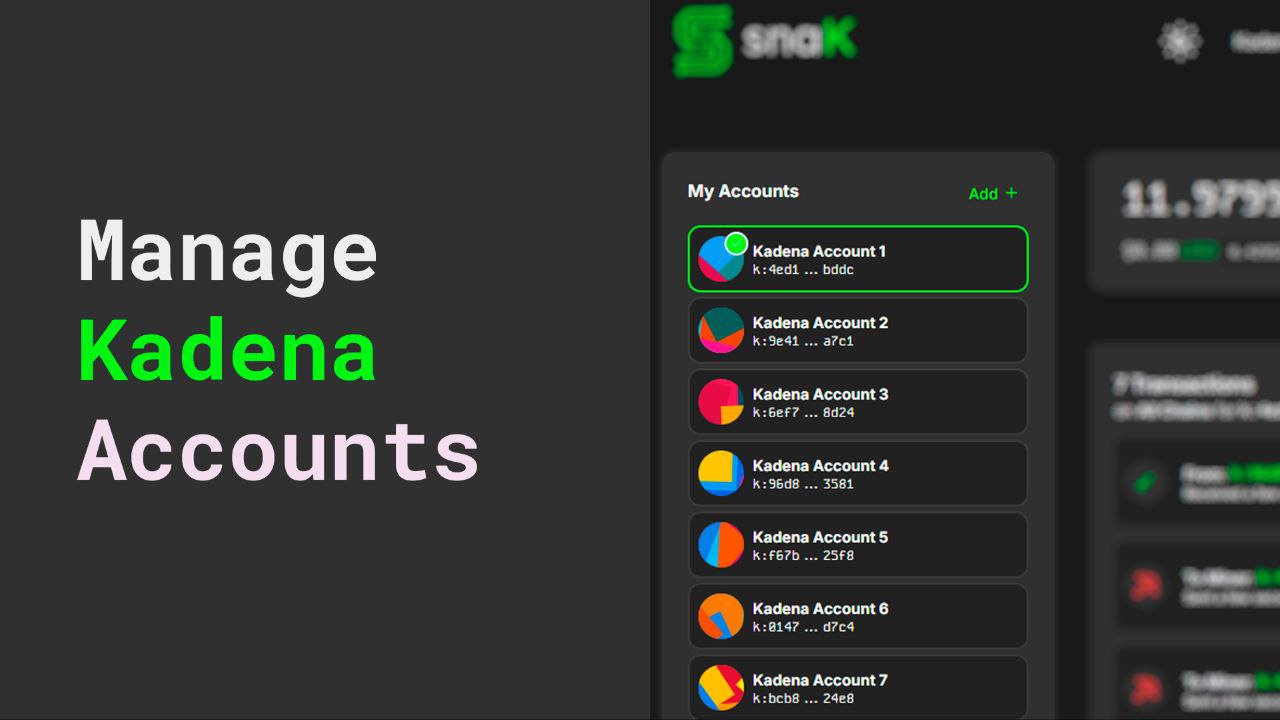 Manage
Kadena
Accounts
snaK
My Accounts
Add +
Kadena Account 1
k:4ed1 ... bddc
Kadena Account 2
k:9e41 ... a7c1
Kadena Account 3
k:6ef7 ... 8d24
Kadena Account 4
k:96d8 ... 3581
Kadena Account 5
k:f67b ... 25f8
Kadena Account 6
k:0147 ... d7c4
Kadena Account 7
k:bcb8 ... 24e8
11.9795
7 Transactions